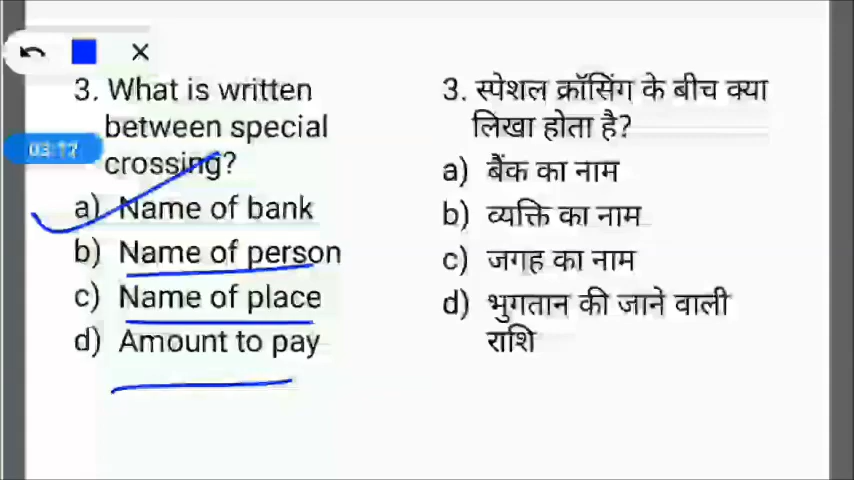 3. What is written
between special
crossing?
a) Name of bank
b) Name of person
c) Name of place
d) Amount to pay
3. स्पेशल क्रॉसिंग के बीच क्या
लिखा होता है?
a) बैंक का नाम
b) व्यक्ति का नाम
c) जगह का नाम
d) भुगतान की जाने वाली
राशि
03:17